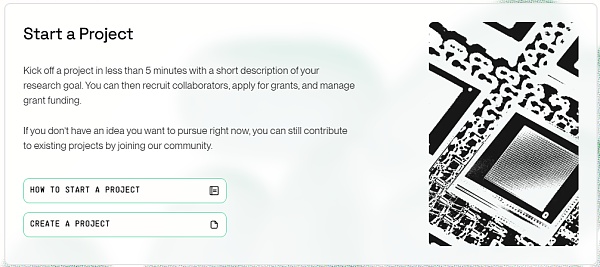 Start a Project
Kick off a project in less than 5 minutes with a short description of your
research goal. You can then recruit collaborators, apply for grants, and manage
grant funding.
If you don't have an idea you want to pursue right now, you can still contribute
to existing projects by joining our community.
HOW TO START A PROJECT
CREATE A PROJECT